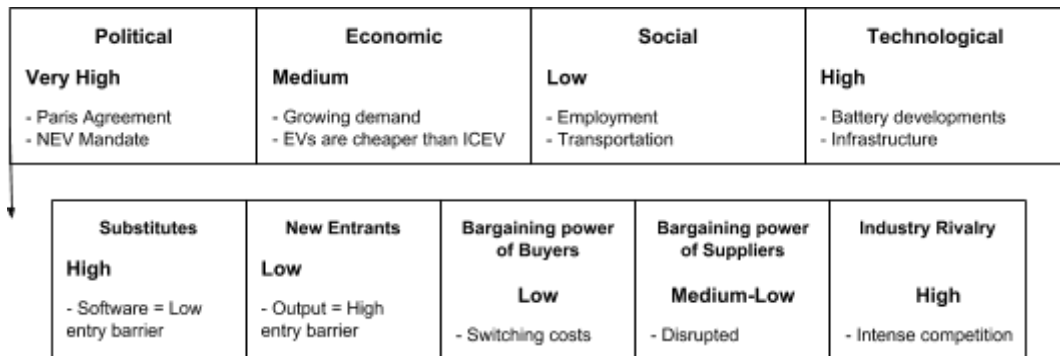 Political
Very High
- Paris Agreement
- NEV Mandate
Economic
Medium
- Growing demand
- EVs are cheaper than ICEV
Social
Low
- Employment
- Transportation
Technological
High
- Battery developments
- Infrastructure
Substitutes
High
- Software = Low
entry barrier
New Entrants
Low
- Output = High
entry barrier
Bargaining power
of Buyers
Low
- Switching costs
Bargaining power
of Suppliers
Medium-Low
- Disrupted
Industry Rivalry
High
- Intense competition